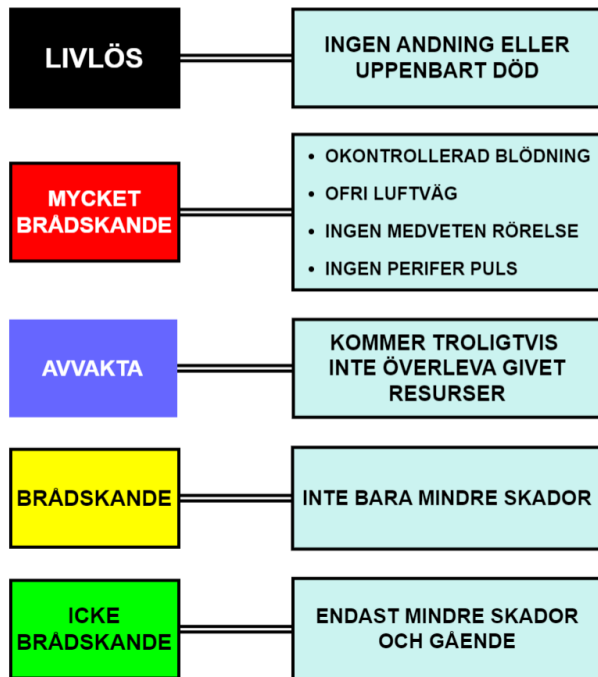 LIVLÖS
INGEN ANDNING ELLER
UPPENBART DÖD
MYCKET
BRÅDSKANDE
• OKONTROLLERAD BLÖDNING
• OFRI LUFTVÄG
• INGEN MEDVETEN RÖRELSE
• INGEN PERIFER PULS
AVVAKTA
KOMMER TROLIGTVIS
INTE ÖVERLEVA GIVET
RESURSER
BRÅDSKANDE
INTE BARA MINDRE SKADOR
ICKE
BRÅDSKANDE
ENDAST MINDRE SKADOR
OCH GÅENDE